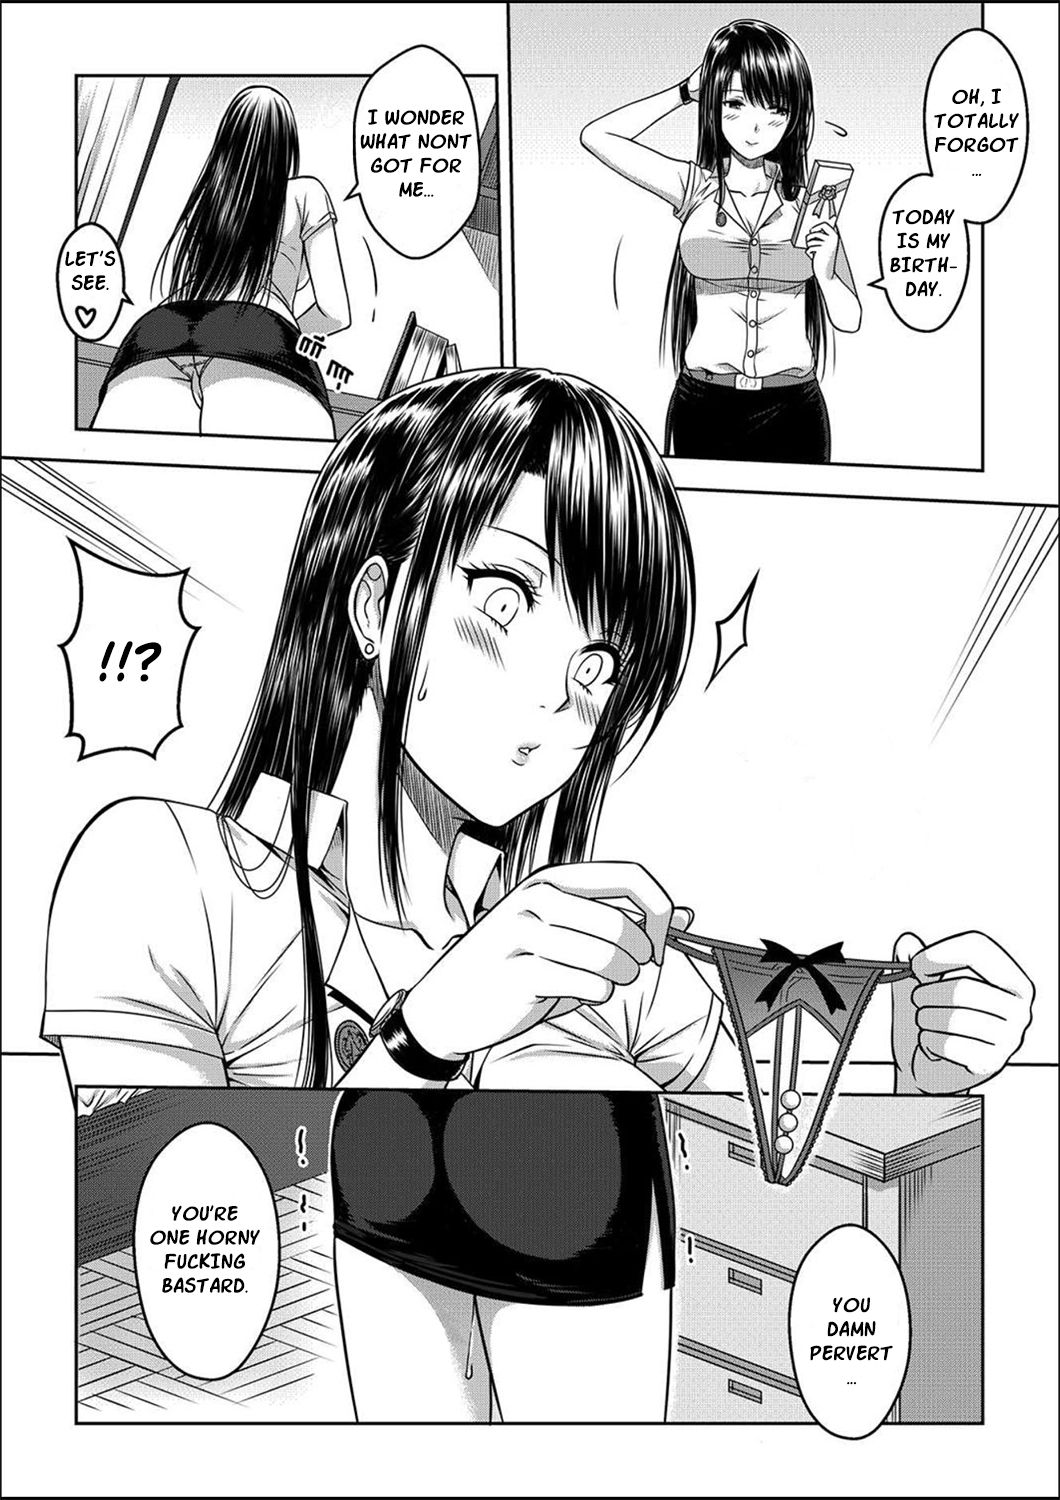 OH, I
TOTALLY
FORGOT
...
TODAY
IS MY
BIRTH-
DAY.
I WONDER
WHAT NONT
GOT FOR
ME...
LET'S
SEE.
!!?
YOU
DAMN
PERVERT
...
YOU'RE
ONE HORNY
FUCKING
BASTARD.